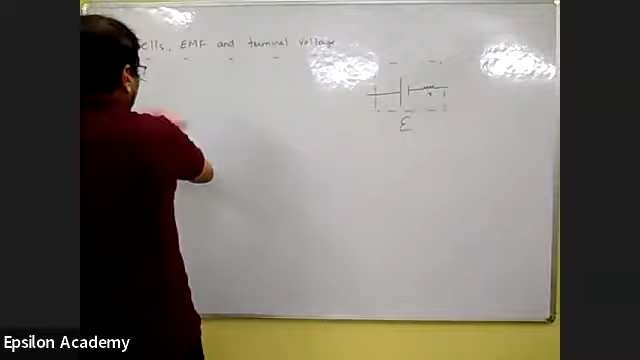 ells, EMF and terminal voltage
r
ε
Epsilon Academy